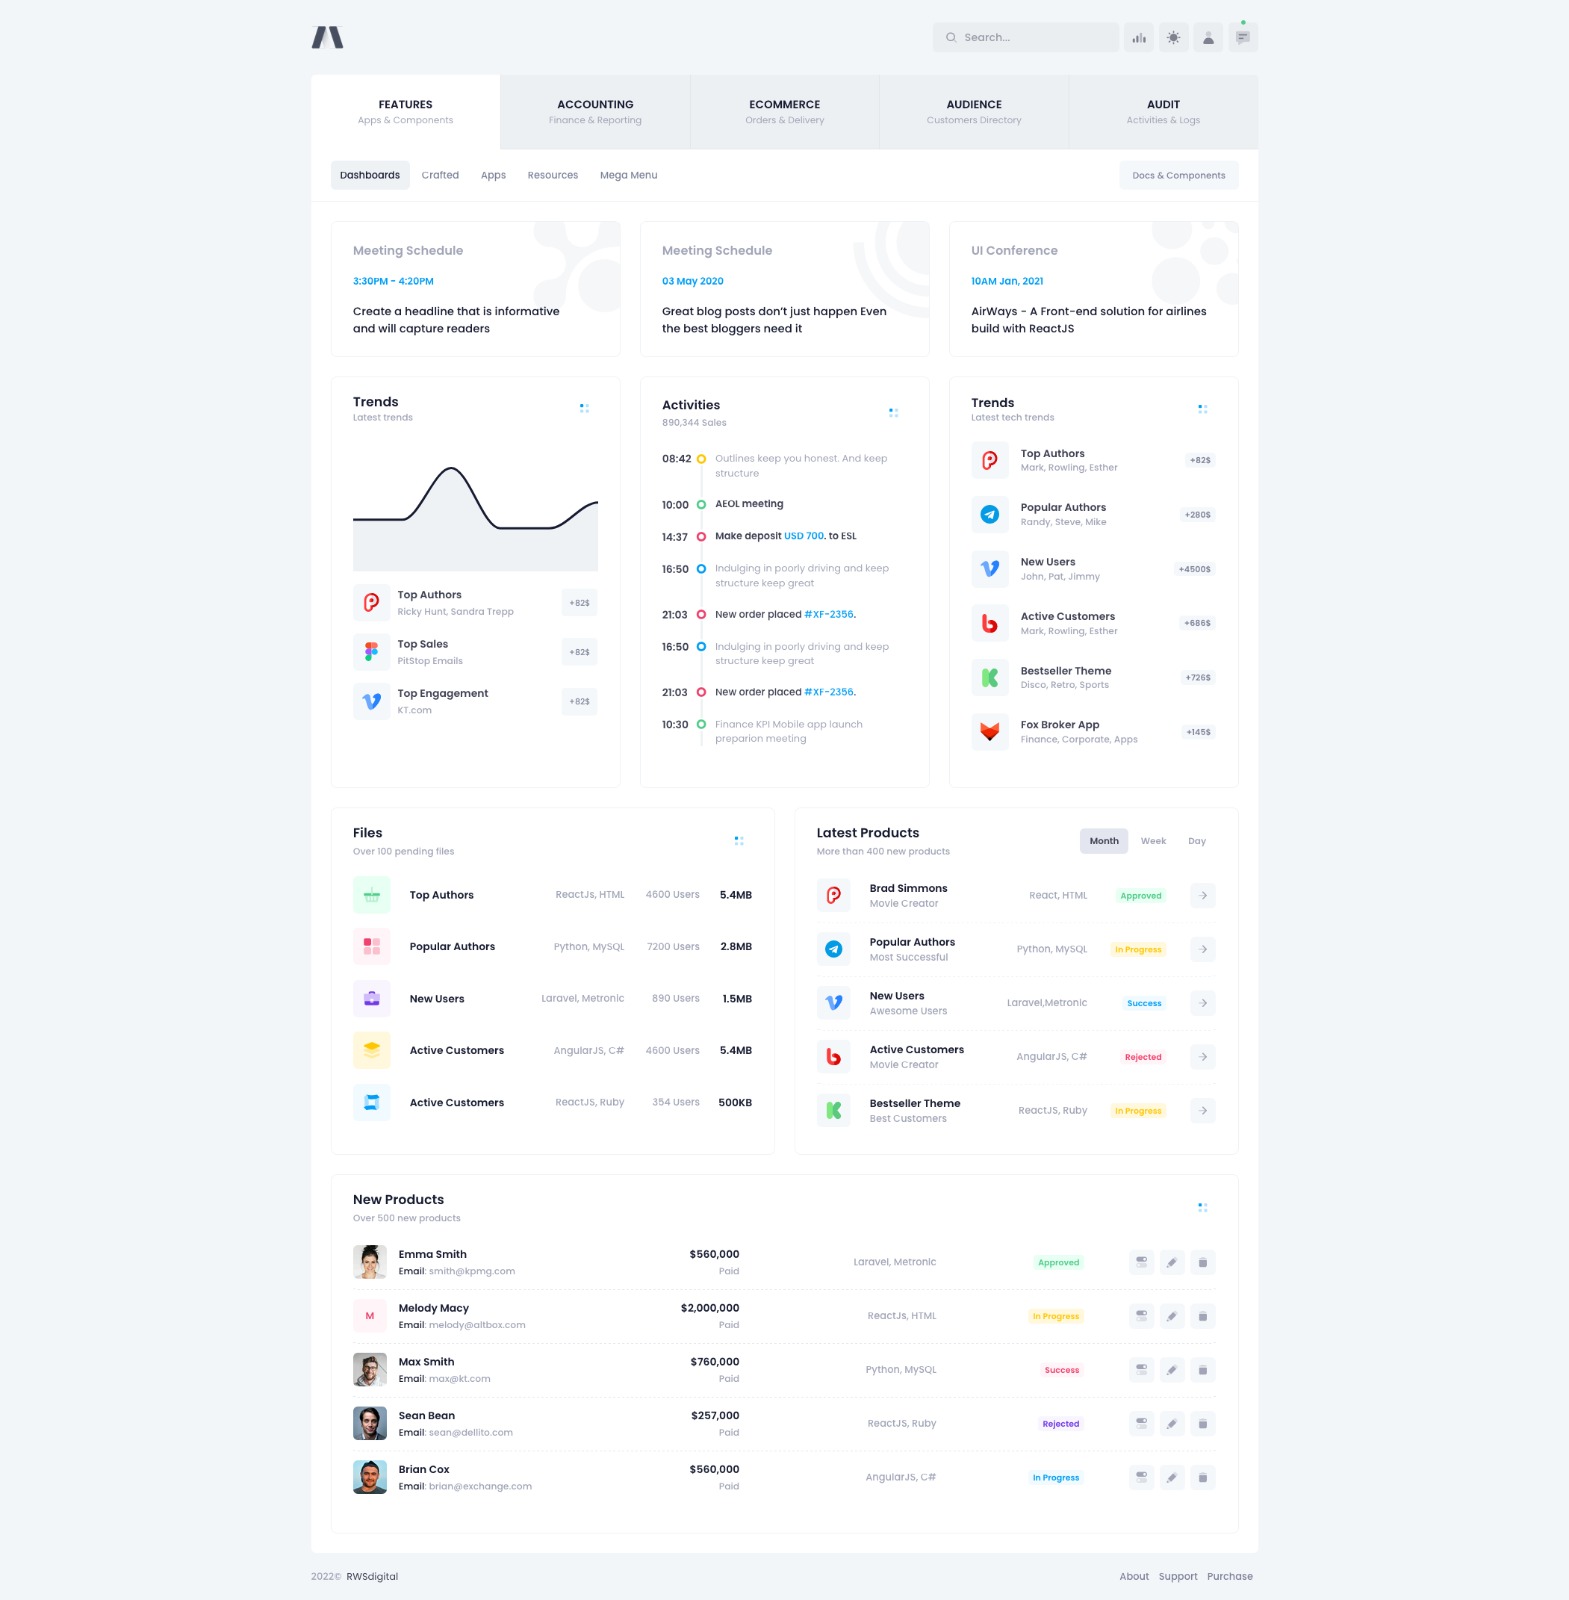 Search...
FEATURES
Apps & Components
ACCOUNTING
Finance & Reporting
ECOMMERCE
Orders & Delivery
AUDIENCE
Customers Directory
AUDIT
Activities & Logs
Dashboards Crafted Apps Resources Mega Menu Docs & Components
Meeting Schedule
3:30PM - 4:20PM
Create a headline that is informative
and will capture readers
Meeting Schedule
03 May 2020
Great blog posts don't just happen Even
the best bloggers need it
UI Conference
10AM Jan, 2021
AirWays - A Front-end solution for airlines
build with ReactJS
Trends
Latest trends
Top Authors
Ricky Hunt, Sandra Trepp
+82$
Top Sales
PitStop Emails
+82$
Top Engagement
KT.com
+82$
Activities
890,344 Sales
08:42 Outlines keep you honest. And keep
structure
10:00 AEOL meeting
14:37 Make deposit USD 700. to ESL
16:50 Indulging in poorly driving and keep
structure keep great
21:03 New order placed #XF-2356.
16:50 Indulging in poorly driving and keep
structure keep great
21:03 New order placed #XF-2356.
10:30 Finance KPI Mobile app launch
preparion meeting
Trends
Latest tech trends
Top Authors
Mark, Rowling, Esther
+82$
Popular Authors
Randy, Steve, Mike
+280$
New Users
John, Pat, Jimmy
+4500$
Active Customers
Mark, Rowling, Esther
+686$
Bestseller Theme
Disco, Retro, Sports
+726$
Fox Broker App
Finance, Corporate, Apps
+145$
Files
Over 100 pending files
Top Authors ReactJs, HTML 4600 Users 5.4MB
Popular Authors Python, MySQL 7200 Users 2.8MB
New Users Laravel, Metronic 890 Users 1.5MB
Active Customers AngularJS, C# 4600 Users 5.4MB
Active Customers ReactJS, Ruby 354 Users 500KB
Latest Products
More than 400 new products
Month Week Day
Brad Simmons
Movie Creator
React, HTML Approved
Popular Authors
Most Successful
Python, MySQL In Progress
New Users
Awesome Users
Laravel,Metronic Success
Active Customers
Movie Creator
AngularJS, C# Rejected
Bestseller Theme
Best Customers
ReactJS, Ruby In Progress
New Products
Over 500 new products
Emma Smith
Email: smith@kpmg.com
$560,000
Paid
Laravel, Metronic Approved
M
Melody Macy
Email: melody@altbox.com
$2,000,000
Paid
ReactJs, HTML In Progress
Max Smith
Email: max@kt.com
$760,000
Paid
Python, MySQL Success
Sean Bean
Email: sean@dellito.com
$257,000
Paid
ReactJS, Ruby Rejected
Brian Cox
Email: brian@exchange.com
$560,000
Paid
AngularJS, C# In Progress
2022© RWSdigital About Support Purchase